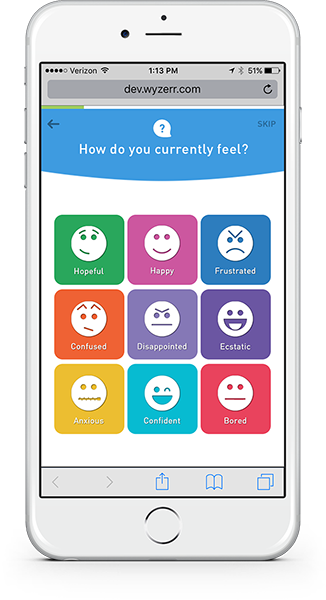 Verizon 1:13 PM 51%
dev.wyzerr.com
?
SKIP
How do you currently feel?
Hopeful Happy Frustrated
Confused Disappointed Ecstatic
Anxious Confident Bored